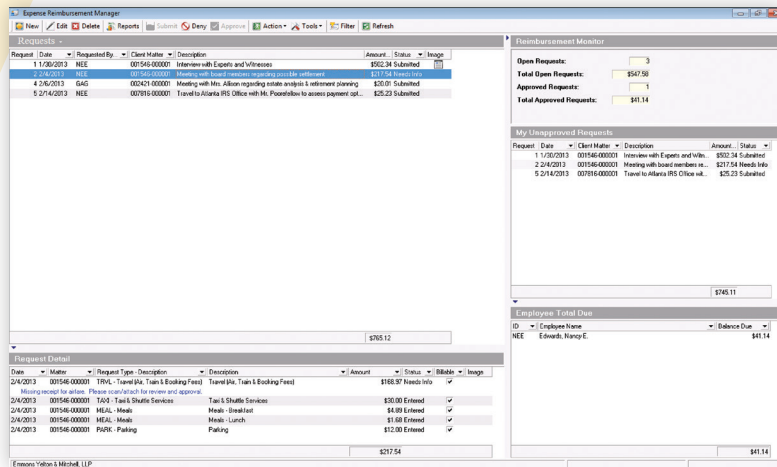 Expense Reimbursement Manager
New Edit Delete Reports Submit Deny Approve Action Tools Filter Refresh
Requests
Request Date Requested By... Client Matter Description Amount... Status Image
1 1/30/2013 NEE 001546-000001 Interview with Experts and Witnesses $502.34 Submitted
2 2/4/2013 NEE 001546-000001 Meeting with board members regarding possible settlement $217.54 Needs Info
4 2/6/2013 GAG 002421-000001 Meeting with Mrs. Allison regarding estate analysis & retirement planning $20.01 Submitted
5 2/14/2013 NEE 007816-000001 Travel to Atlanta IRS Office with Mr. Poorefellow to assess payment opt... $25.23 Submitted
$765.12
Request Detail
Date Matter Request Type - Description Description Amount Status Billable Image
2/4/2013 001546-000001 TRVL - Travel (Air, Train & Booking Fees) Travel (Air, Train & Booking Fees) $168.97 Needs Info
Missing receipt for airfare. Please scan/attach for review and approval.
2/4/2013 001546-000001 TAXI - Taxi & Shuttle Services Taxi & Shuttle Services $30.00 Entered
2/4/2013 001546-000001 MEAL - Meals Meals - Breakfast $4.89 Entered
2/4/2013 001546-000001 MEAL - Meals Meals - Lunch $1.68 Entered
2/4/2013 001546-000001 PARK - Parking Parking $12.00 Entered
$217.54
Emmons Yelton & Mitchell, LLP
Reimbursement Monitor
Open Requests: 3
Total Open Requests: $547.58
Approved Requests: 1
Total Approved Requests: $41.14
My Unapproved Requests
Request Date Client Matter Description Amount... Status
1 1/30/2013 001546-000001 Interview with Experts and Witn... $502.34 Submitted
2 2/4/2013 001546-000001 Meeting with board members re... $217.54 Needs Info
5 2/14/2013 007816-000001 Travel to Atlanta IRS Office wit... $25.23 Submitted
$745.11
Employee Total Due
ID Employee Name Balance Due
NEE Edwards, Nancy E. $41.14
$41.14